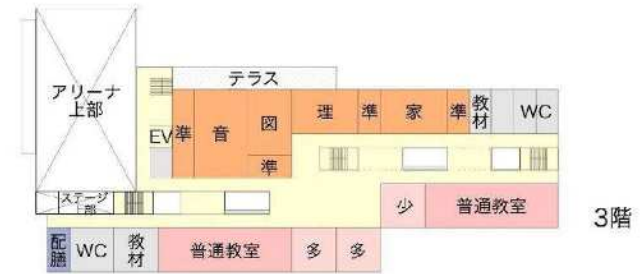 テラス
アリーナ
上部
EV
準
音
図
準
理
準
家
準
教
材
WC
ステージ
部
少
普通教室
3階
配
膳
WC
教
材
普通教室
多
多